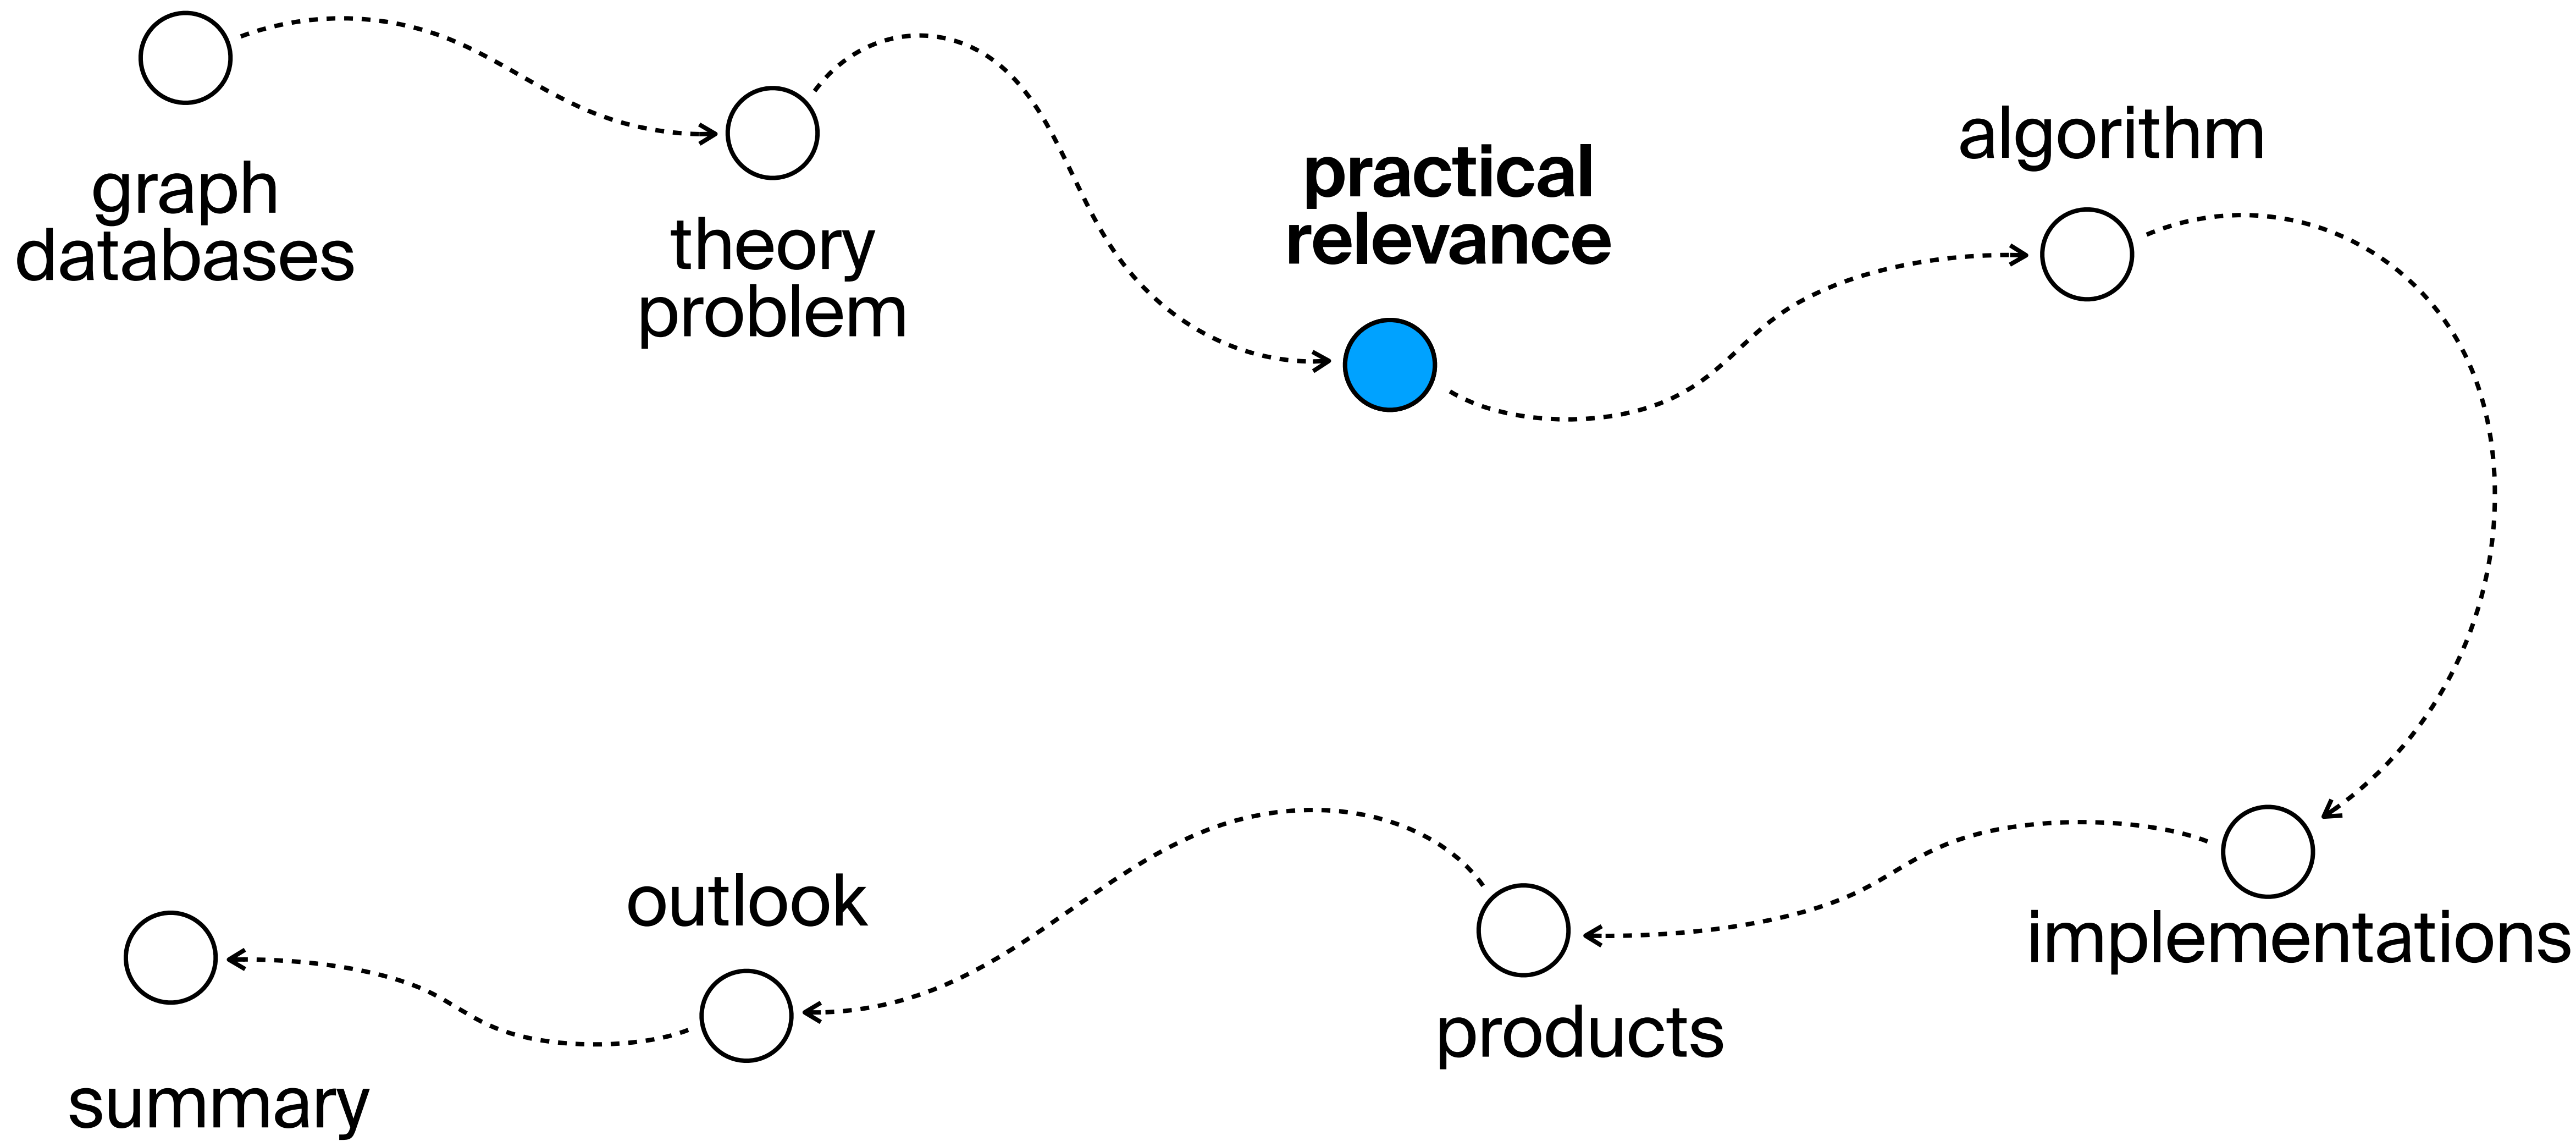 graph
databases
theory
problem
practical
relevance
algorithm
implementations
products
outlook
summary